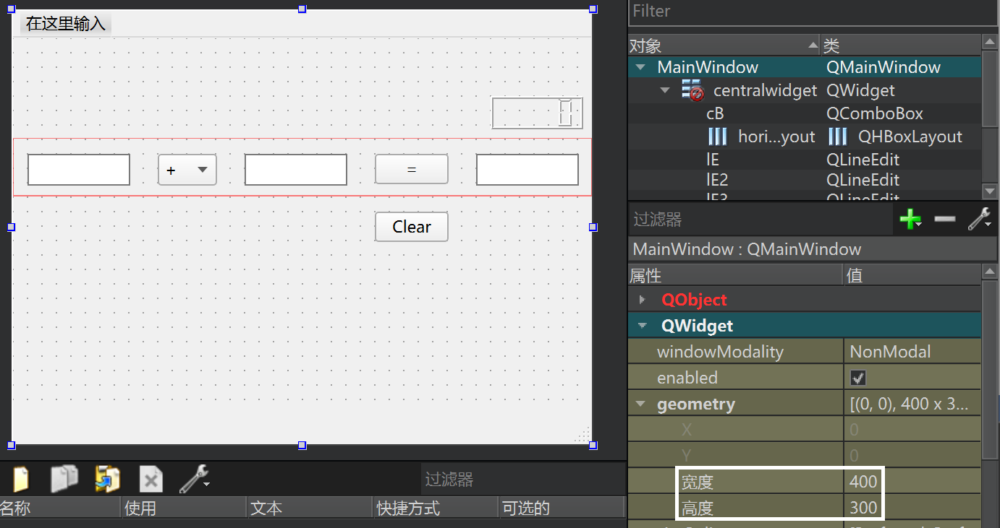 在这里输入
0
+
=
Clear
Filter
对象 类
MainWindow QMainWindow
centralwidget QWidget
cB QComboBox
hori...yout QHBoxLayout
lE QLineEdit
lE2 QLineEdit
lE3 QLineEdit
过滤器
MainWindow : QMainWindow
属性 值
QObject
QWidget
windowModality NonModal
enabled
geometry [(0, 0), 400 x 3...
X 0
Y 0
宽度 400
高度 300
过滤器
名称 使用 文本 快捷方式 可选的